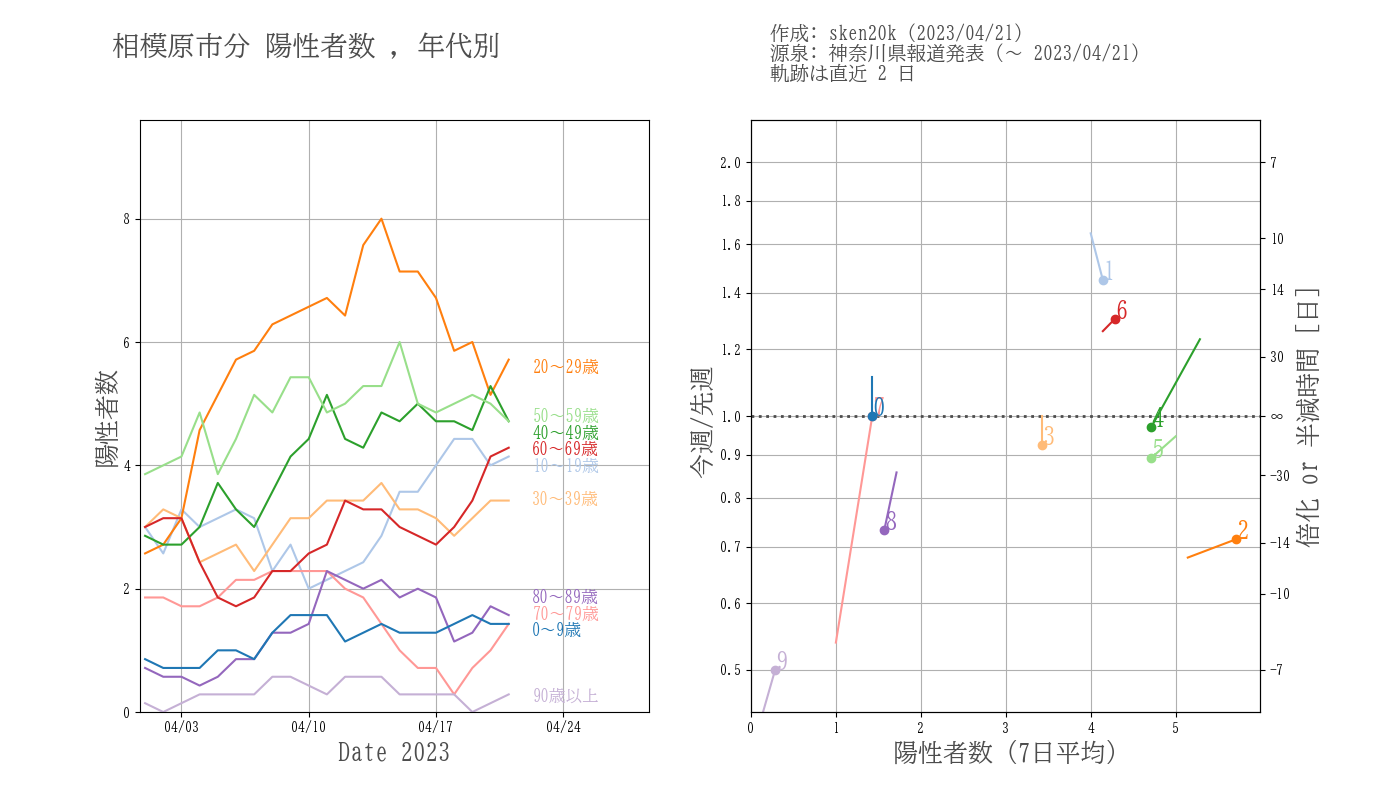 相模原市分 陽性者数 , 年代別
作成: sken20k (2023/04/21)
源泉: 神奈川県報道発表 (～ 2023/04/21)
軌跡は直近 2 日
陽性者数
8
6
4
2
0
20～29歳
50～59歳
40～49歳
60～69歳
10～19歳
30～39歳
80～89歳
70～79歳
0～9歳
90歳以上
04/03
04/10
04/17
04/24
Date 2023
今週/先週
2.0
1.8
1.6
1.4
1.2
1.0
0.9
0.8
0.7
0.6
0.5
1
6
0
7
4
3
5
8
2
9
7
10
14
30
∞
-30
-14
-10
-7
倍化 or 半減時間 [日]
0
1
2
3
4
5
陽性者数 (7日平均)